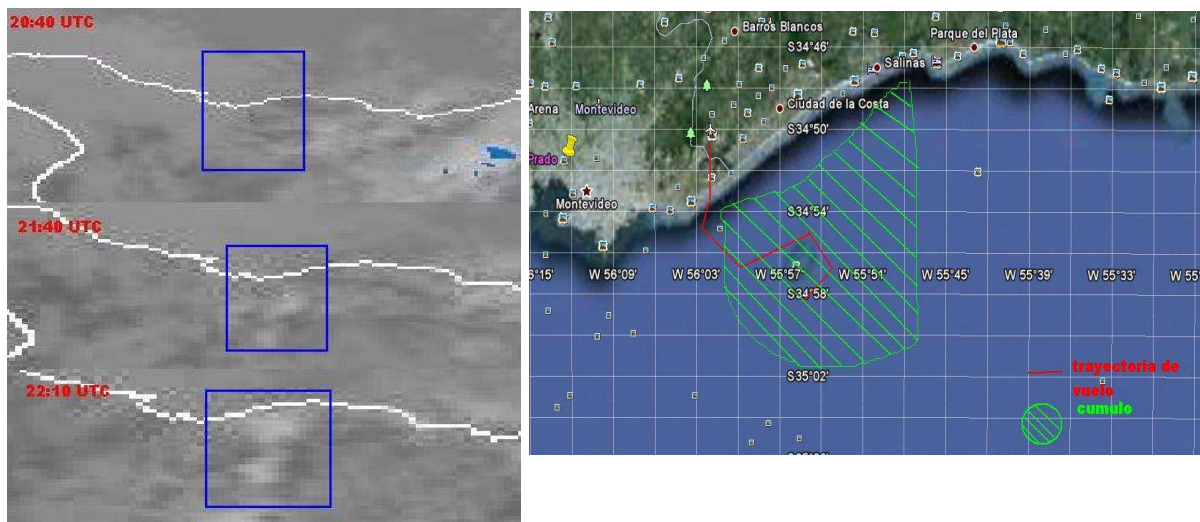 20:40 UTC
21:40 UTC
22:10 UTC
Barros Blancos
S34°46'
Parque del Plata
Salinas
Arena
Montevideo
Ciudad de la Costa
S34°50'
Prado
Montevideo
S34°54'
W 56°09' W 56°03' W 55°57' W 55°51' W 55°45' W 55°39' W 55°33' W 55°
S34°58'
S35°02'
trayectoria de
vuelo
cumulo